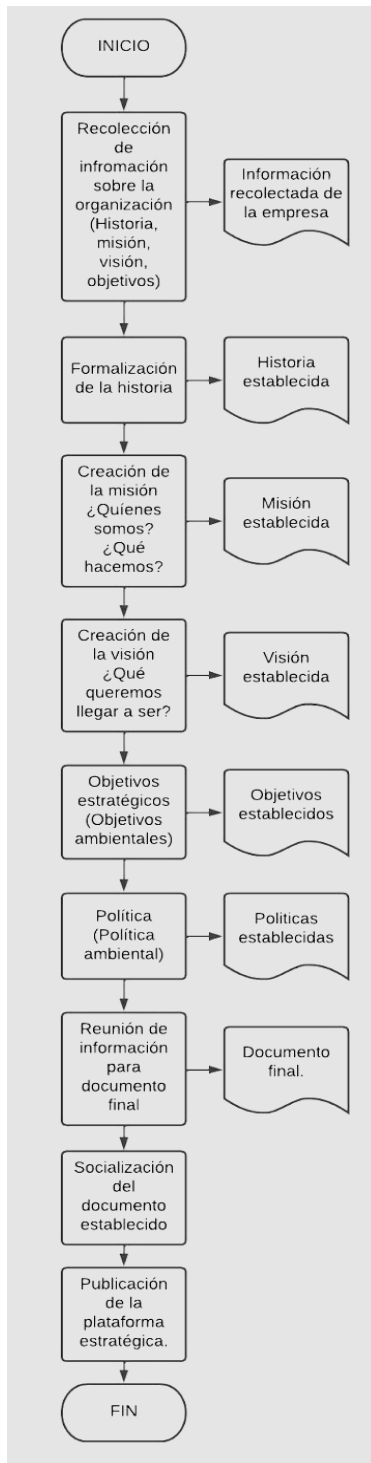 INICIO
Recolección
de
infromación
sobre la
organización
(Historia,
misión,
visión,
objetivos)
Información
recolectada de
la empresa
Formalización
de la historia
Historia
establecida
Creación de
la misión
¿Quíenes
somos?
¿Qué
hacemos?
Misión
establecida
Creación de
la visión
¿Qué
queremos
llegar a ser?
Visión
establecida
Objetivos
estratégicos
(Objetivos
ambientales)
Objetivos
establecidos
Política
(Política
ambiental)
Politicas
establecidas
Reunión de
información
para
documento
final
Documento
final.
Socialización
del
documento
establecido
Publicación
de la
plataforma
estratégica.
FIN